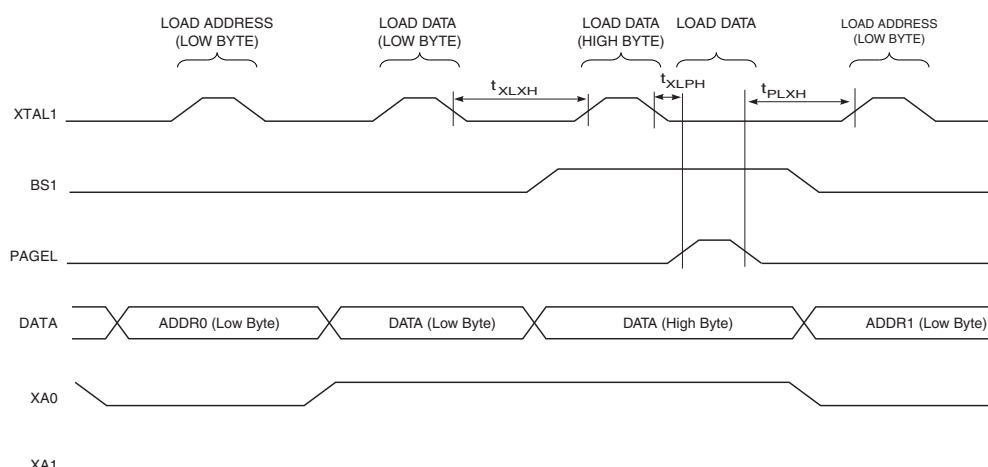 LOAD ADDRESS
(LOW BYTE)
LOAD DATA
(LOW BYTE)
LOAD DATA
(HIGH BYTE)
LOAD DATA
LOAD ADDRESS
(LOW BYTE)
tXLXH
tXLPH
tPLXH
XTAL1
BS1
PAGEL
DATA
ADDR0 (Low Byte)
DATA (Low Byte)
DATA (High Byte)
ADDR1 (Low Byte)
XA0
XA1